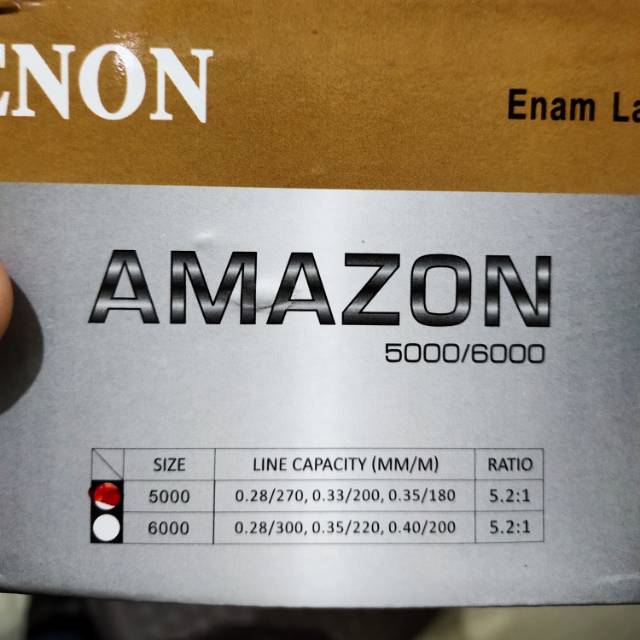 ENON
Enam La
AMAZON
5000/6000
SIZE LINE CAPACITY (MM/M) RATIO
5000 0.28/270, 0.33/200, 0.35/180 5.2:1
6000 0.28/300, 0.35/220, 0.40/200 5.2:1